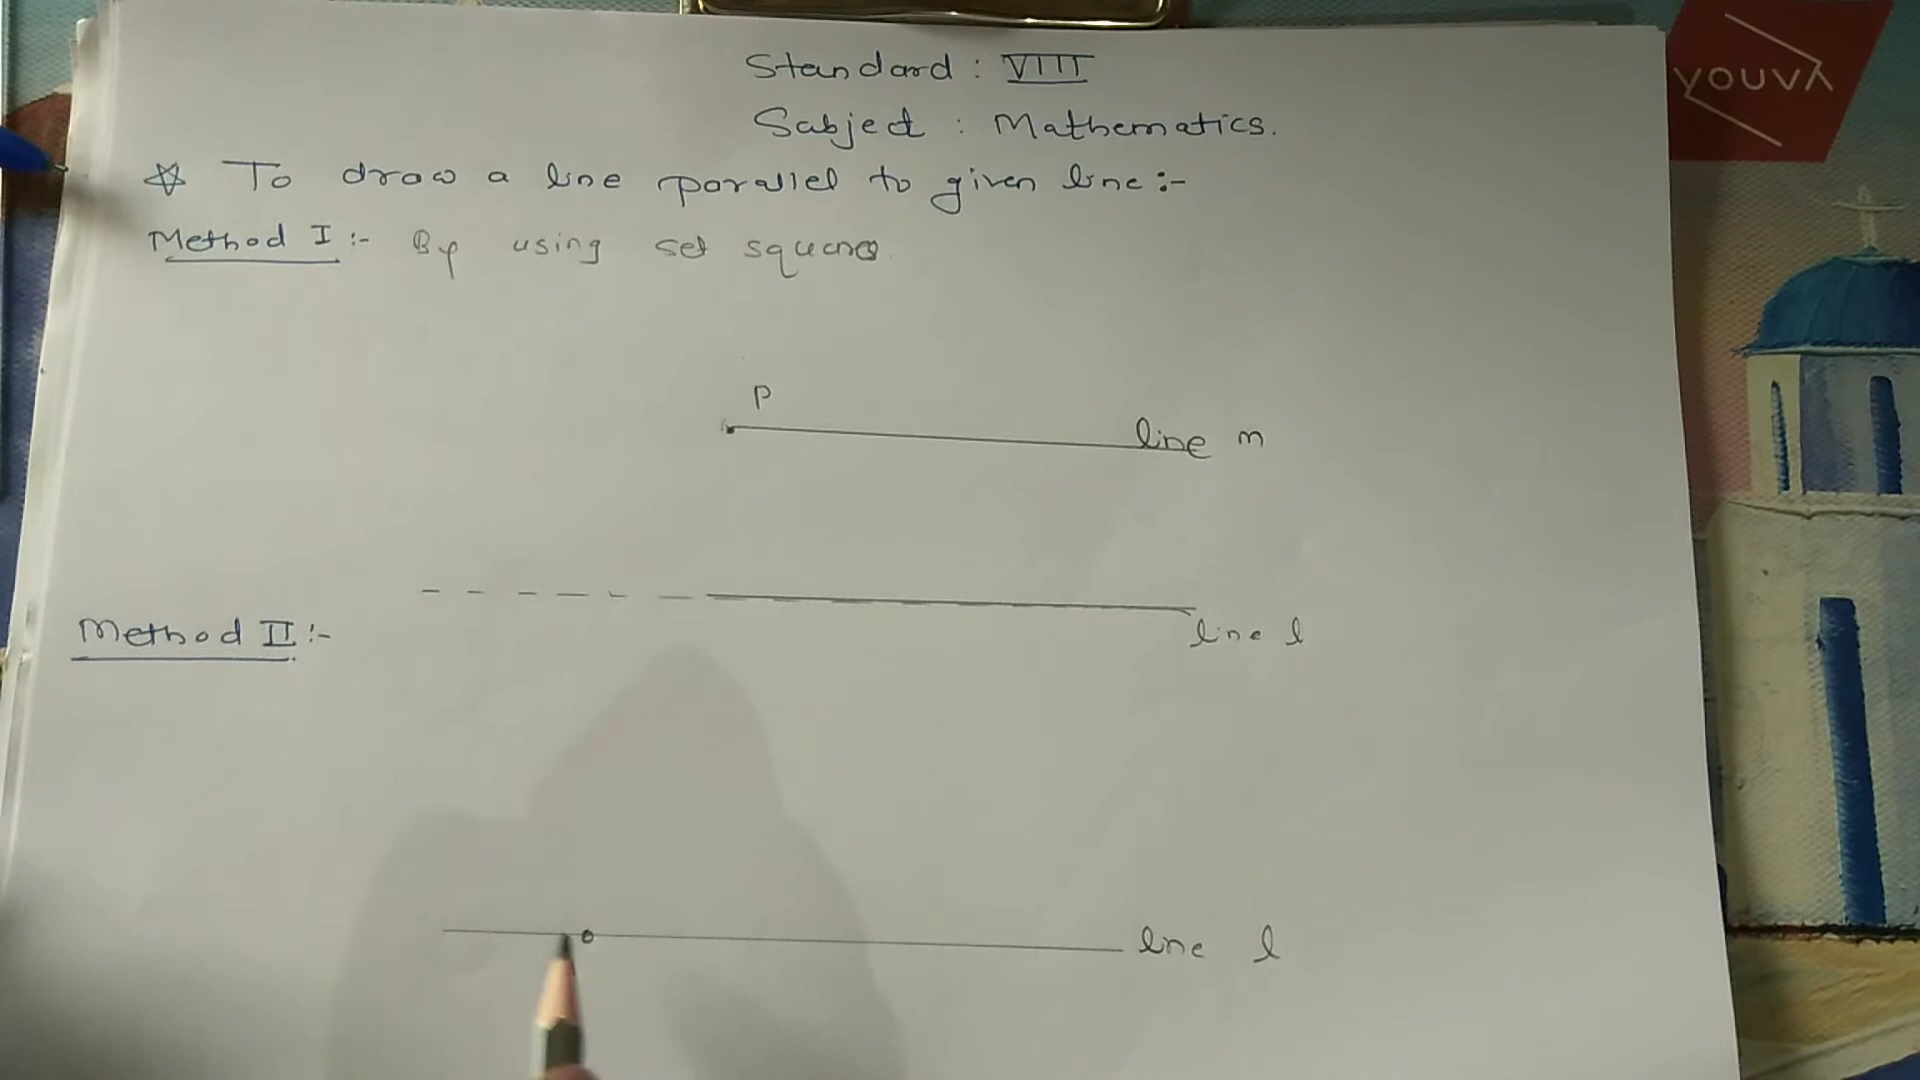 Standard : VIII
Subject : Mathematics.
To draw a line parallel to given line :-
Method I :- By using set square.
P
line m
line l
Method II :-
line l
YOUVA